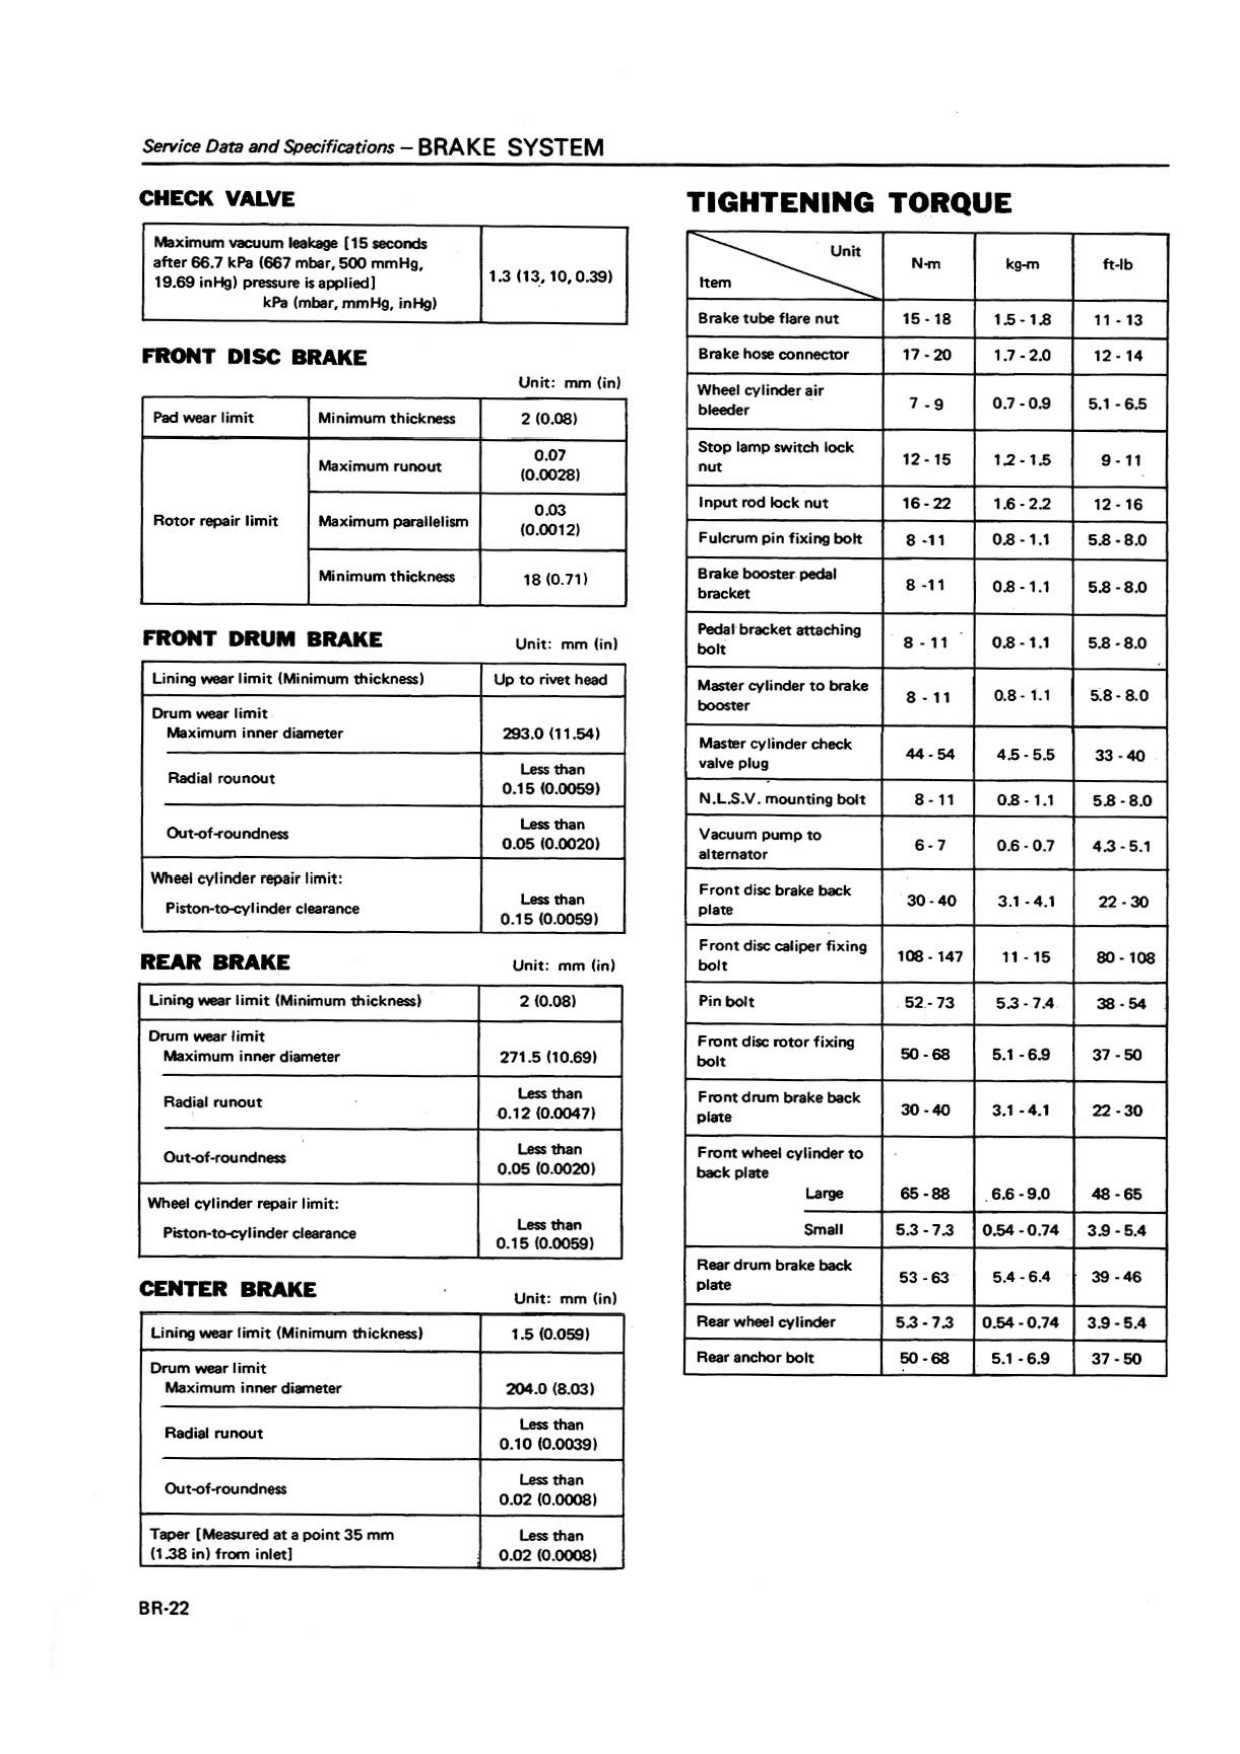 Service Data and Specifications — BRAKE SYSTEM
CHECK VALVE
Maximum vacuum leakage [15 seconds
after 66.7 kPa (667 mbar, 500 mmHg,
19.69 inHg) pressure is applied]
kPa (mbar, mmHg, inHg)
1.3 (13, 10, 0.39)
FRONT DISC BRAKE
Unit: mm (in)
Pad wear limit Minimum thickness 2 (0.08)
Rotor repair limit
Maximum runout
0.07
(0.0028)
Maximum parallelism
0.03
(0.0012)
Minimum thickness 18 (0.71)
FRONT DRUM BRAKE
Unit: mm (in)
Lining wear limit (Minimum thickness) Up to rivet head
Drum wear limit
Maximum inner diameter 293.0 (11.54)
Radial rounout
Less than
0.15 (0.0059)
Out-of-roundness
Less than
0.05 (0.0020)
Wheel cylinder repair limit:
Piston-to-cylinder clearance
Less than
0.15 (0.0059)
REAR BRAKE
Unit: mm (in)
Lining wear limit (Minimum thickness) 2 (0.08)
Drum wear limit
Maximum inner diameter 271.5 (10.69)
Radial runout
Less than
0.12 (0.0047)
Out-of-roundness
Less than
0.05 (0.0020)
Wheel cylinder repair limit:
Piston-to-cylinder clearance
Less than
0.15 (0.0059)
CENTER BRAKE
Unit: mm (in)
Lining wear limit (Minimum thickness) 1.5 (0.059)
Drum wear limit
Maximum inner diameter 204.0 (8.03)
Radial runout
Less than
0.10 (0.0039)
Out-of-roundness
Less than
0.02 (0.0008)
Taper [Measured at a point 35 mm
(1.38 in) from inlet]
Less than
0.02 (0.0008)
TIGHTENING TORQUE
Unit
Item
N-m kg-m ft-lb
Brake tube flare nut 15 - 18 1.5 - 1.8 11 - 13
Brake hose connector 17 - 20 1.7 - 2.0 12 - 14
Wheel cylinder air
bleeder
7 - 9 0.7 - 0.9 5.1 - 6.5
Stop lamp switch lock
nut
12 - 15 1.2 - 1.5 9 - 11
Input rod lock nut 16 - 22 1.6 - 2.2 12 - 16
Fulcrum pin fixing bolt 8 -11 0.8 - 1.1 5.8 - 8.0
Brake booster pedal
bracket
8 -11 0.8 - 1.1 5.8 - 8.0
Pedal bracket attaching
bolt
8 - 11 0.8 - 1.1 5.8 - 8.0
Master cylinder to brake
booster
8 - 11 0.8 - 1.1 5.8 - 8.0
Master cylinder check
valve plug
44 - 54 4.5 - 5.5 33 - 40
N.L.S.V. mounting bolt 8 - 11 0.8 - 1.1 5.8 - 8.0
Vacuum pump to
alternator
6 - 7 0.6 - 0.7 4.3 - 5.1
Front disc brake back
plate
30 - 40 3.1 - 4.1 22 - 30
Front disc caliper fixing
bolt
108 - 147 11 - 15 80 - 108
Pin bolt 52 - 73 5.3 - 7.4 38 - 54
Front disc rotor fixing
bolt
50 - 68 5.1 - 6.9 37 - 50
Front drum brake back
plate
30 - 40 3.1 - 4.1 22 - 30
Front wheel cylinder to
back plate
Large 65 - 88 6.6 - 9.0 48 - 65
Small 5.3 - 7.3 0.54 - 0.74 3.9 - 5.4
Rear drum brake back
plate
53 - 63 5.4 - 6.4 39 - 46
Rear wheel cylinder 5.3 - 7.3 0.54 - 0.74 3.9 - 5.4
Rear anchor bolt 50 - 68 5.1 - 6.9 37 - 50
BR-22